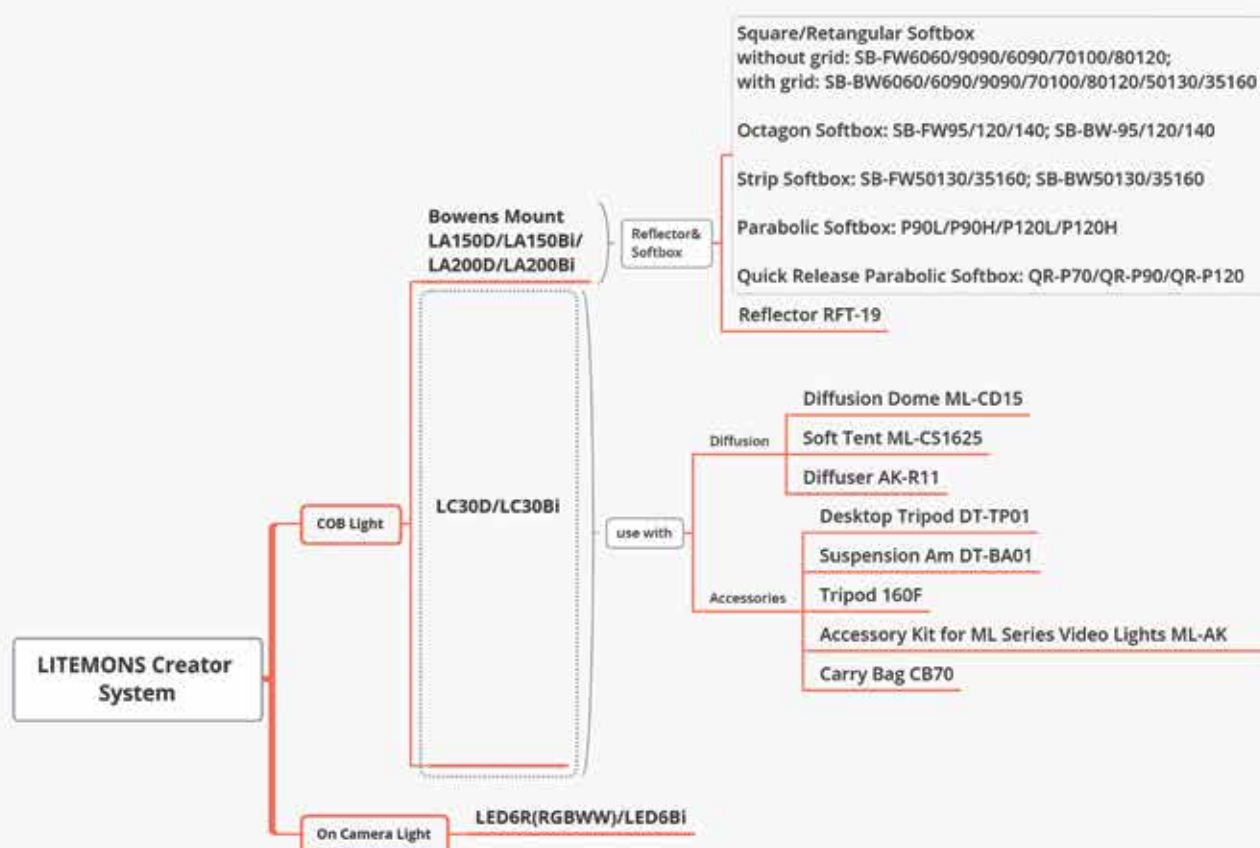 Square/Retangular Softbox
without grid: SB-FW6060/9090/6090/70100/80120;
with grid: SB-BW6060/6090/9090/70100/80120/50130/35160
Octagon Softbox: SB-FW95/120/140; SB-BW-95/120/140
Strip Softbox: SB-FW50130/35160; SB-BW50130/35160
Parabolic Softbox: P90L/P90H/P120L/P120H
Quick Release Parabolic Softbox: QR-P70/QR-P90/QR-P120
Reflector RFT-19
Bowens Mount
LA150D/LA150Bi/
LA200D/LA200Bi
Reflector&
Softbox
Diffusion Dome ML-CD15
Soft Tent ML-CS1625
Diffuser AK-R11
Diffusion
LC30D/LC30Bi
use with
COB Light
Desktop Tripod DT-TP01
Suspension Am DT-BA01
Tripod 160F
Accessory Kit for ML Series Video Lights ML-AK
Carry Bag CB70
Accessories
LITEMONS Creator
System
On Camera Light
LED6R(RGBWW)/LED6Bi